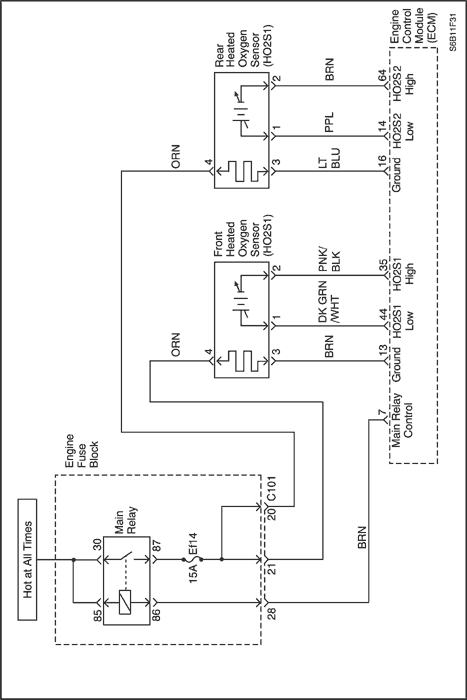 S6B11F31
Engine
Control
Module
(ECM)
Rear
Heated
Oxygen
Sensor
(HO2S1)
2
BRN
64
HO2S2
High
1
PPL
14
HO2S2
Low
ORN
4
3
LT
BLU
16
Ground
Front
Heated
Oxygen
Sensor
(HO2S1)
2
PNK/
BLK
35
HO2S1
High
1
DK GRN
/WHT
44
HO2S1
Low
ORN
4
3
BRN
13
Ground
7
Main Relay
Control
Engine
Fuse
Block
Hot at All Times
Main
Relay
30
87
15A
Ef14
20
C101
21
85
86
28
BRN